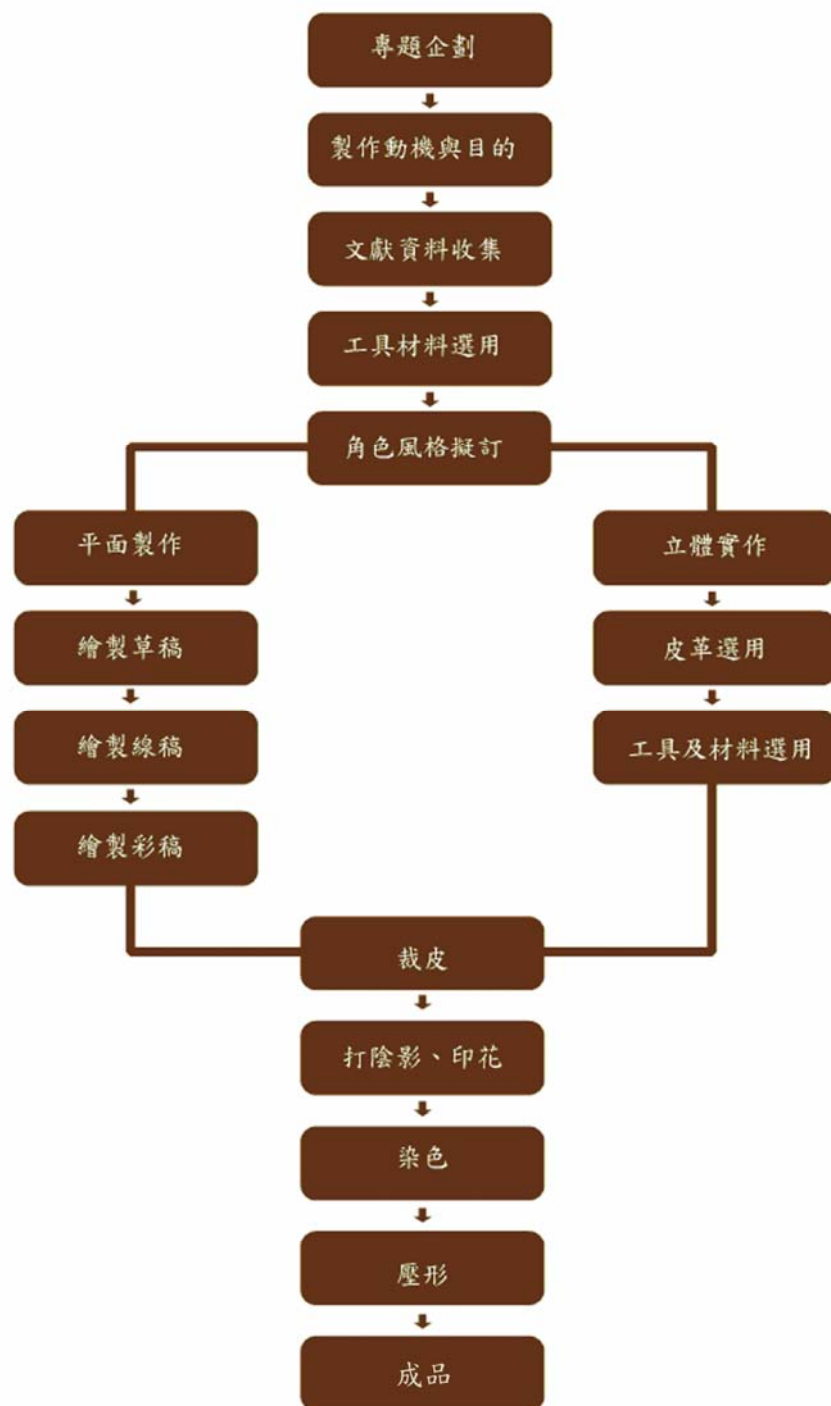 專題企劃
製作動機與目的
文獻資料收集
工具材料選用
角色風格擬訂
平面製作
繪製草稿
繪製線稿
繪製彩稿
立體實作
皮革選用
工具及材料選用
裁皮
打陰影、印花
染色
壓形
成品